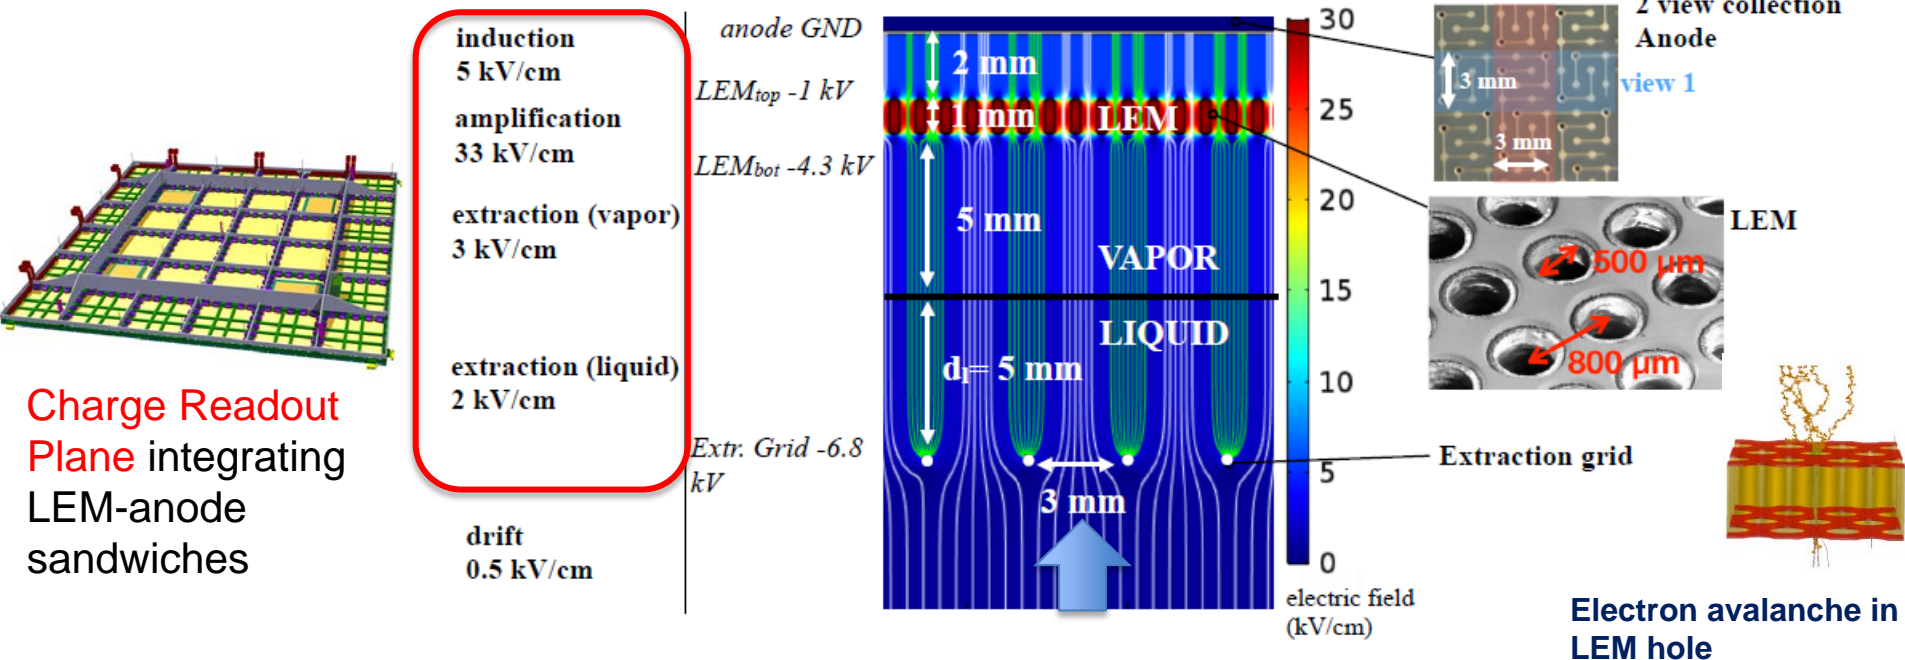 induction
5 kV/cm
amplification
33 kV/cm
extraction (vapor)
3 kV/cm
extraction (liquid)
2 kV/cm
drift
0.5 kV/cm
Charge Readout
Plane integrating
LEM-anode
sandwiches
anode GND
LEMtop -1 kV
LEMbot -4.3 kV
Extr. Grid -6.8
kV
2 mm
1 mm
LEM
5 mm
VAPOR
LIQUID
dl= 5 mm
3 mm
30
25
20
15
10
5
0
electric field
(kV/cm)
2 view collection
Anode
view 1
3 mm
3 mm
LEM
500 µm
800 µm
Extraction grid
Electron avalanche in
LEM hole